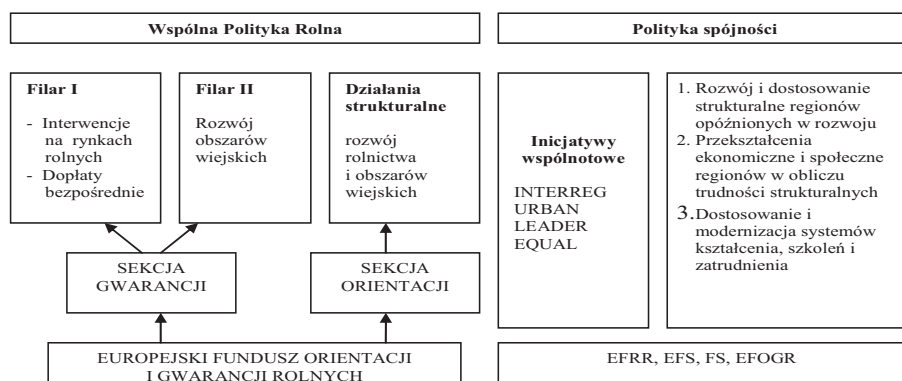 Wspólna Polityka Rolna
Polityka spójności
Filar I
- Interwencje
na rynkach
rolnych
- Dopłaty
bezpośrednie
Filar II
Rozwój
obszarów
wiejskich
Działania
strukturalne
rozwój
rolnictwa
i obszarów
wiejskich
Inicjatywy
wspólnotowe
INTERREG
URBAN
LEADER
EQUAL
1. Rozwój i dostosowanie
strukturalne regionów
opóźnionych w rozwoju
2. Przekształcenia
ekonomiczne i społeczne
regionów w obliczu
trudności strukturalnych
3. Dostosowanie i
modernizacja systemów
kształcenia, szkoleń i
zatrudnienia
SEKCJA
GWARANCJI
SEKCJA
ORIENTACJI
EUROPEJSKI FUNDUSZ ORIENTACJI
I GWARANCJI ROLNYCH
EFRR, EFS, FS, EFOGR